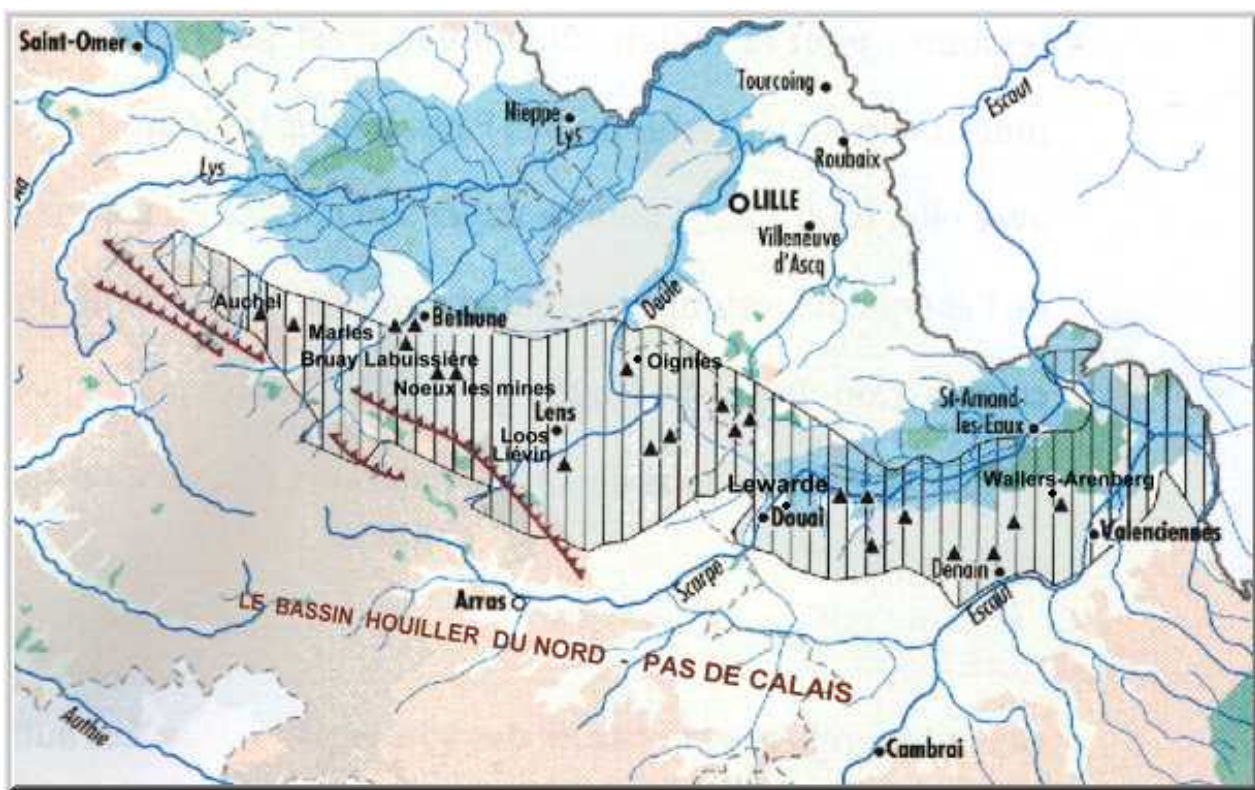 Saint-Omer
Tourcoing
Escaut
Nieppe
Lys
Roubaix
Lys
Aa
LILLE
Villeneuve
d'Ascq
Deule
Auchel
Marles
Béthune
Bruay Labuissière
Oignies
Noeux les mines
St-Amand-
les-Eaux
Lens
Loos
Liévin
Wallers-Arenberg
Lewarde
Douai
Valenciennes
Denain
Scarpe
Escaut
Arras
LE BASSIN HOUILLER DU NORD - PAS DE CALAIS
Authie
Cambrai